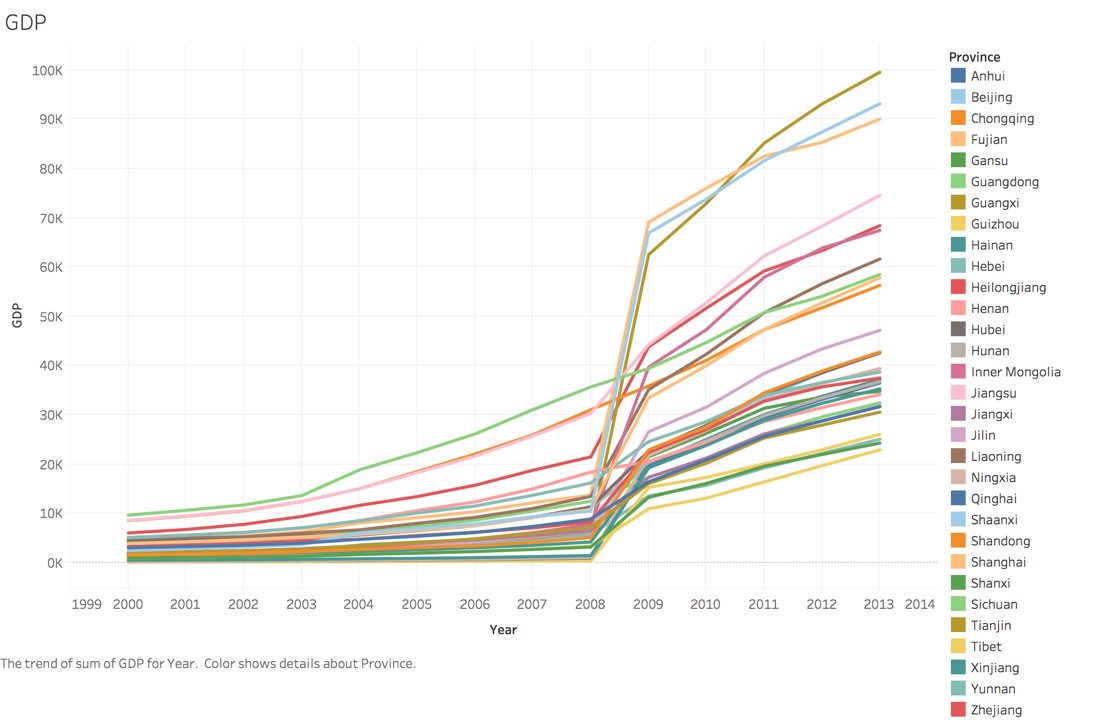 GDP
100K
90K
80K
70K
60K
50K
40K
30K
20K
10K
0K
GDP
1999 2000 2001 2002 2003 2004 2005 2006 2007 2008 2009 2010 2011 2012 2013 2014
Year
The trend of sum of GDP for Year. Color shows details about Province.
Province
Anhui
Beijing
Chongqing
Fujian
Gansu
Guangdong
Guangxi
Guizhou
Hainan
Hebei
Heilongjiang
Henan
Hubei
Hunan
Inner Mongolia
Jiangsu
Jiangxi
Jilin
Liaoning
Ningxia
Qinghai
Shaanxi
Shandong
Shanghai
Shanxi
Sichuan
Tianjin
Tibet
Xinjiang
Yunnan
Zhejiang